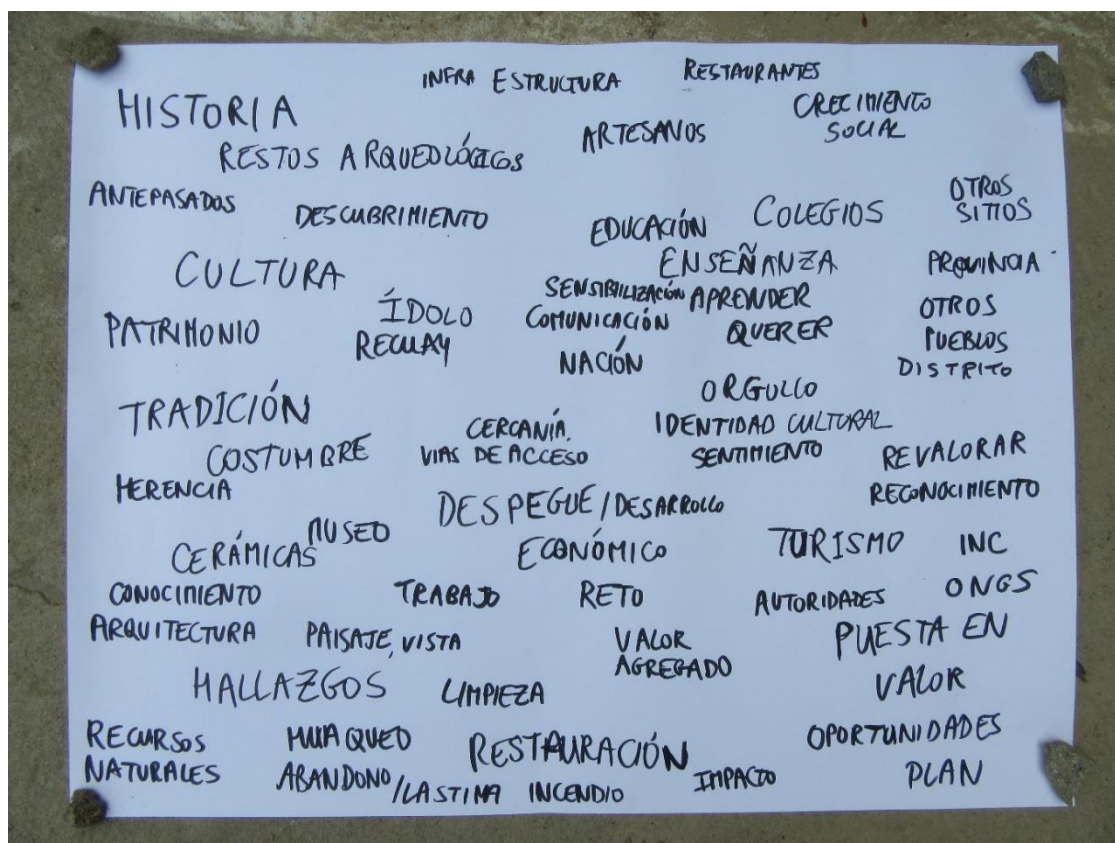 INFRA ESTRUCTURA RESTAURANTES
HISTORIA CRECIMIENTO
ARTESANOS SOCIAL
RESTOS ARQUEOLÓGICOS
ANTEPASADOS OTROS
DESCUBRIMIENTO COLEGIOS SITIOS
EDUCACIÓN
CULTURA ENSEÑANZA PROVINCIA
SENSIBILIZACIÓN APRENDER
ÍDOLO COMUNICACIÓN OTROS
PATRIMONIO RECUAY QUERER PUEBLOS
NACIÓN DISTRITO
ORGULLO
TRADICIÓN CERCANÍA. IDENTIDAD CULTURAL
COSTUMBRE VIAS DE ACCESO SENTIMIENTO REVALORAR
HERENCIA RECONOCIMIENTO
DESPEGUE/DESARROLLO
MUSEO
CERÁMICAS ECONÓMICO TURISMO INC
CONOCIMIENTO TRABAJO RETO AUTORIDADES ONGS
ARQUITECTURA PAISAJE, VISTA VALOR PUESTA EN
AGREGADO
HALLAZGOS LIMPIEZA VALOR
RECURSOS HUAQUEO OPORTUNIDADES
NATURALES RESTAURACIÓN
ABANDONO/LASTIMA INCENDIO IMPACTO PLAN